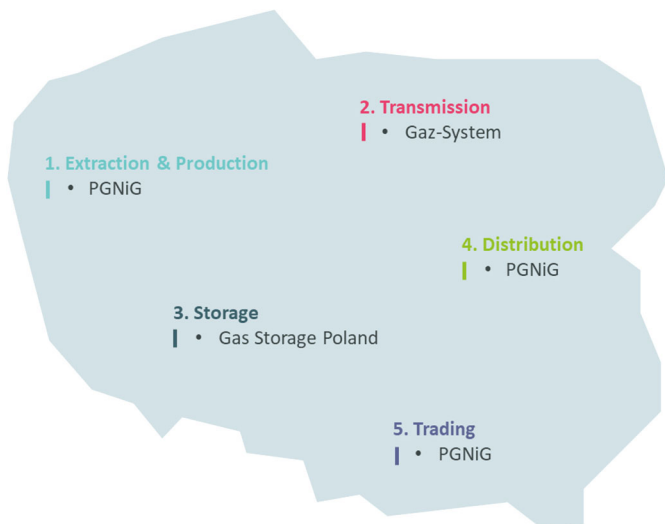 1. Extraction & Production
• PGNiG
2. Transmission
• Gaz-System
3. Storage
• Gas Storage Poland
4. Distribution
• PGNiG
5. Trading
• PGNiG